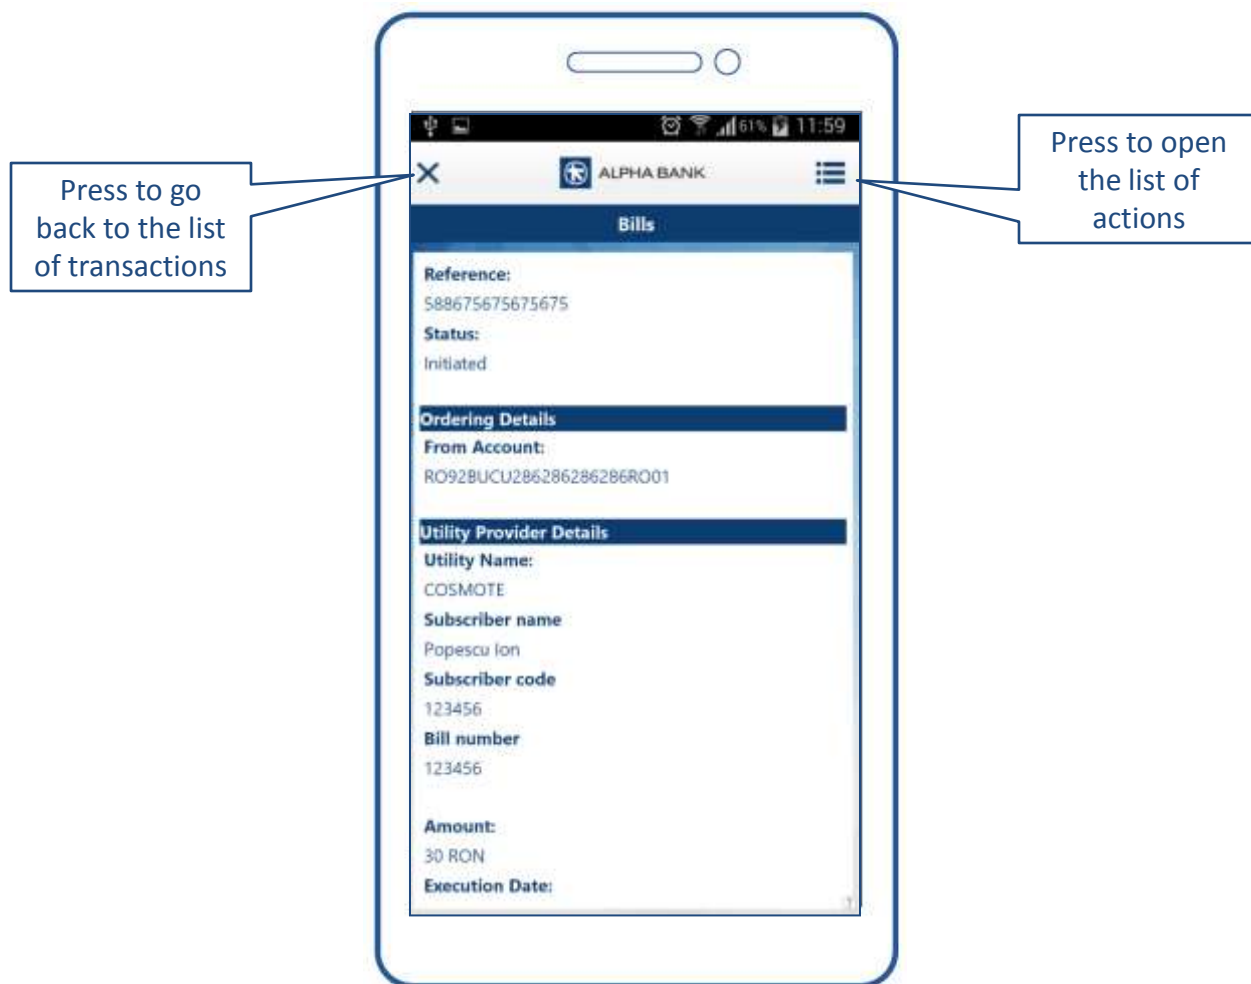 61% 11:59
ALPHA BANK
Press to go
back to the list
of transactions
Press to open
the list of
actions
Bills
Reference:
588675675675675
Status:
Initiated
Ordering Details
From Account:
RO92BUCU286286286286RO01
Utility Provider Details
Utility Name:
COSMOTE
Subscriber name
Popescu Ion
Subscriber code
123456
Bill number
123456
Amount:
30 RON
Execution Date: